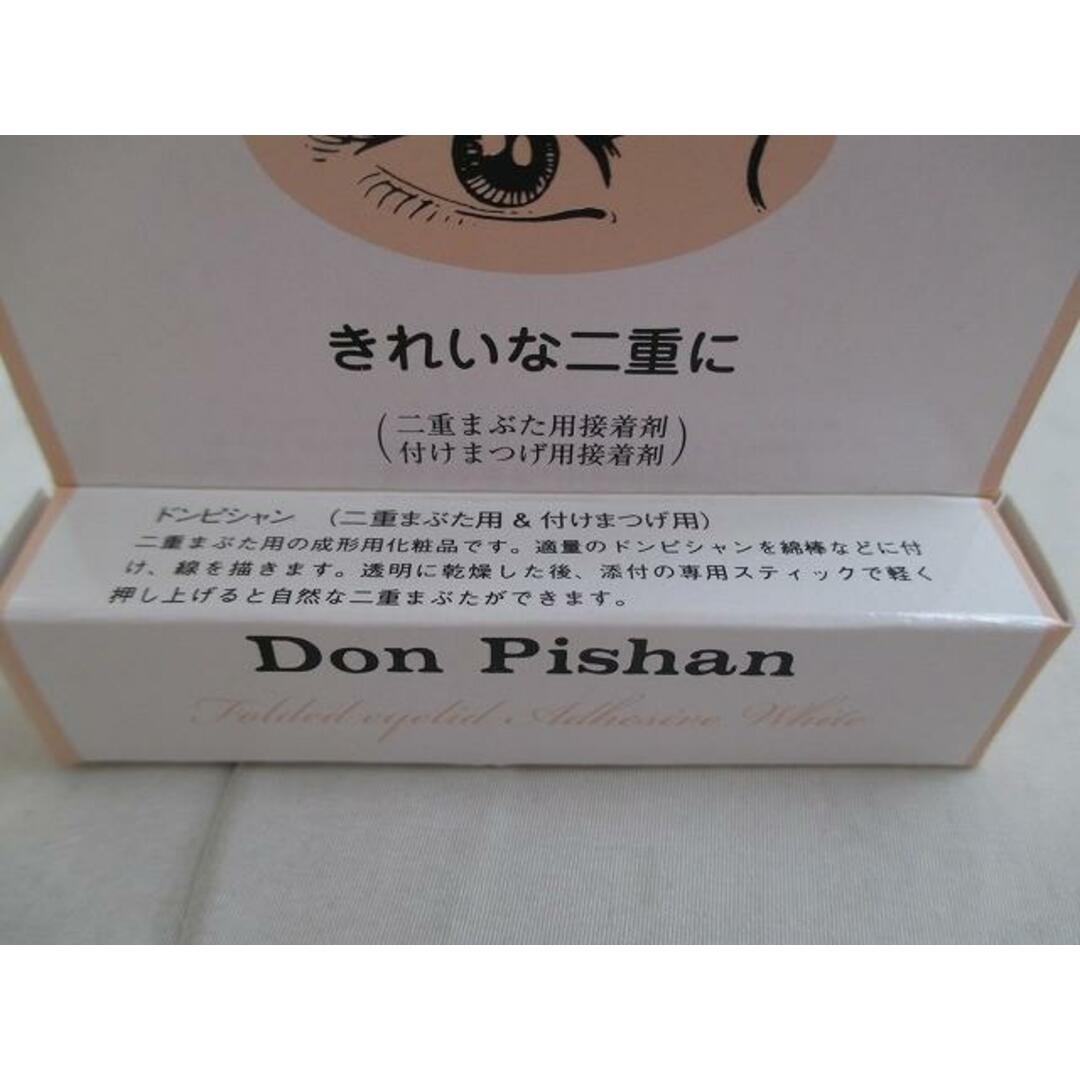 きれいな二重に
(二重まぶた用接着剤
付けまつげ用接着剤)
ドンピシャン (二重まぶた用 & 付けまつげ用)
二重まぶた用の成形用化粧品です。適量のドンピシャンを綿棒などに付
け、線を描きます。透明に乾燥した後、添付の専用スティックで軽く
押し上げると自然な二重まぶたができます。
Don Pishan
Folded eyelid Adhesive White